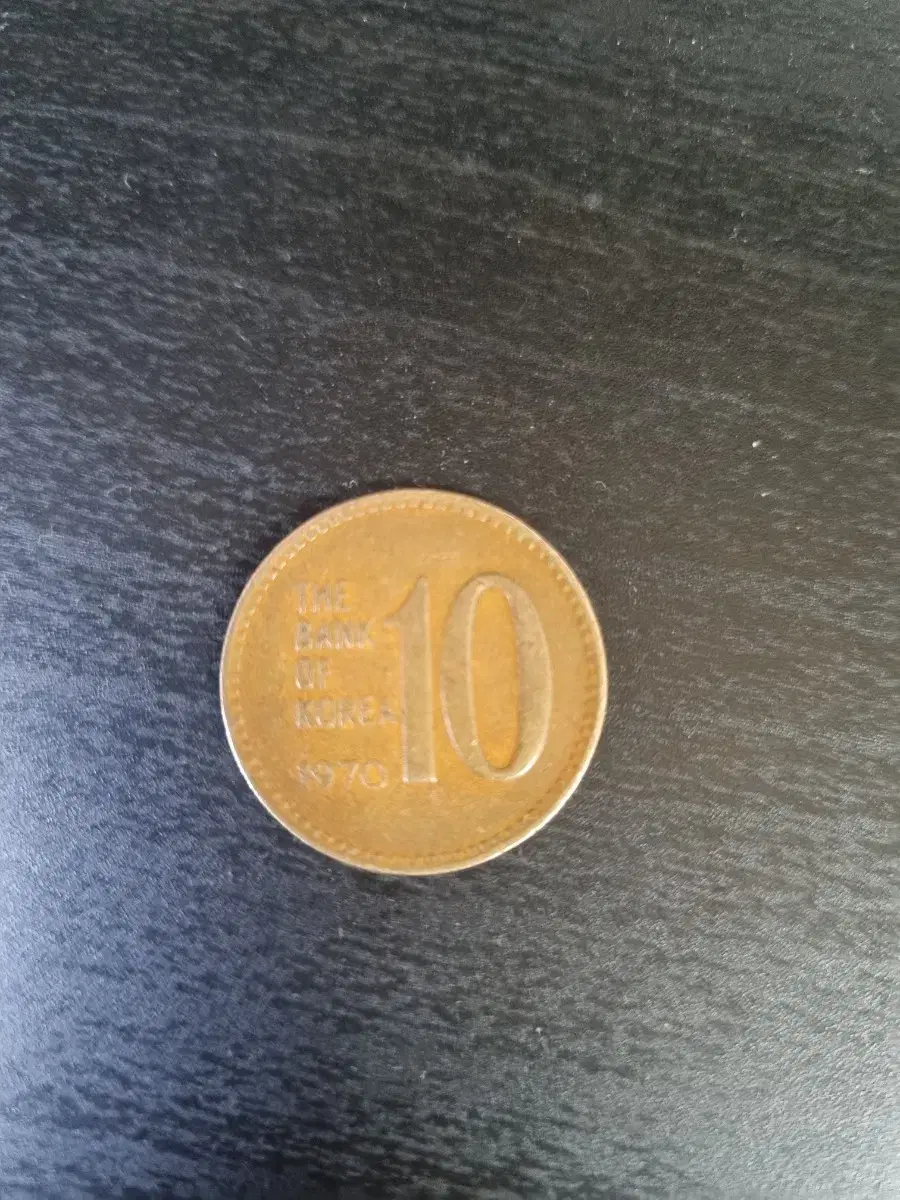 THE
BANK
OF
KOREA
1970
10